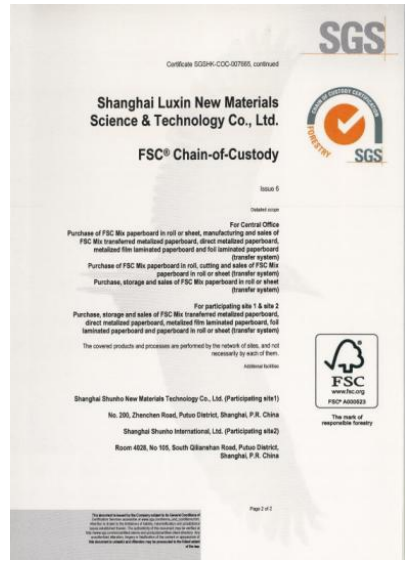 SGS
Certificate SGSHK-COC-007665, continued
Shanghai Luxin New Materials
Science & Technology Co., Ltd.
FSC® Chain-of-Custody
CHAIN OF CUSTODY CERTIFICATION
FORESTRY
SGS
Issue 6
Detailed scope
For Central Office
Purchase of FSC Mix paperboard in roll or sheet, manufacturing and sales of
FSC Mix transferred metalized paperboard, direct metalized paperboard,
metalized film laminated paperboard and foil laminated paperboard
(transfer system)
Purchase of FSC Mix paperboard in roll, cutting and sales of FSC Mix
paperboard in roll or sheet (transfer system)
Purchase, storage and sales of FSC Mix paperboard in roll or sheet
(transfer system)
For participating site 1 & site 2
Purchase, storage and sales of FSC Mix transferred metalized paperboard,
direct metalized paperboard, metalized film laminated paperboard, foil
laminated paperboard and paperboard in roll or sheet (transfer system)
The covered products and processes are performed by the network of sites, and not
necessarily by each of them.
Additional facilities
Shanghai Shunho New Materials Technology Co., Ltd. (Participating site1)
No. 200, Zhenchen Road, Putuo District, Shanghai, P.R. China
Shanghai Shunho International, Ltd. (Participating site2)
Room 4028, No 105, South Qilianshan Road, Putuo District,
Shanghai, P.R. China
FSC
www.fsc.org
FSC® A000523
The mark of
responsible forestry
Page 2 of 2